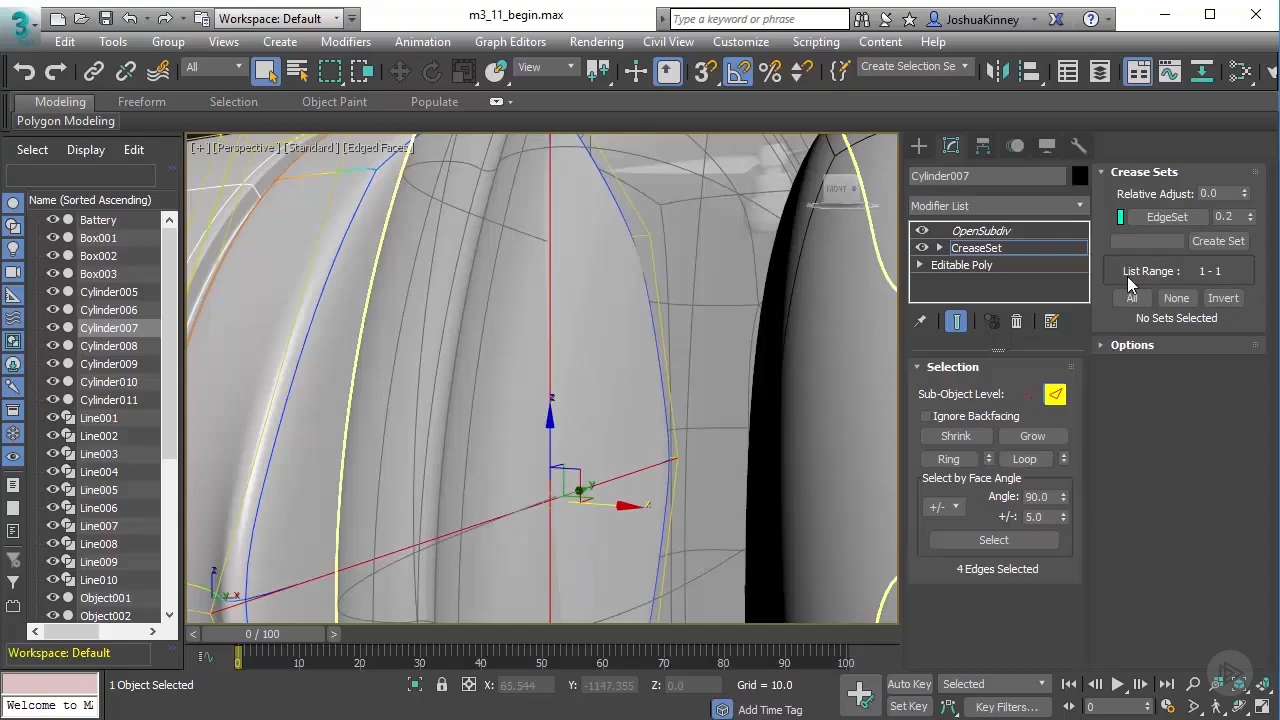 3
MAX
Workspace: Default
m3_11_begin.max
Type a keyword or phrase
JoshuaKinney
Edit Tools Group Views Create Modifiers Animation Graph Editors Rendering Civil View Customize Scripting Content Help
All
View
3
Create Selection Se
Modeling Freeform Selection Object Paint Populate
Polygon Modeling
Select Display Edit
Name (Sorted Ascending)
Battery
Box001
Box002
Box003
Cylinder005
Cylinder006
Cylinder007
Cylinder008
Cylinder009
Cylinder010
Cylinder011
Line001
Line002
Line003
Line004
Line005
Line006
Line007
Line008
Line009
Line010
Object001
Object002
Workspace: Default
[ + ] [Perspective ] [Standard ] [Edged Faces ]
FRONT
z
y
x
z
y x
Cylinder007
Modifier List
OpenSubdiv
CreaseSet
Editable Poly
Selection
Sub-Object Level:
Ignore Backfacing
Shrink Grow
Ring Loop
Select by Face Angle
+/- Angle: 90.0
+/-: 5.0
Select
4 Edges Selected
Crease Sets
Relative Adjust: 0.0
EdgeSet 0.2
Create Set
List Range : 1 - 1
All None Invert
No Sets Selected
Options
0 / 100
0 10 20 30 40 50 60 70 80 90 100
Welcome to M
1 Object Selected
X: 65.544 Y: -1147.355 Z: 0.0 Grid = 10.0
Add Time Tag
Auto Key Selected
Set Key Key Filters...
0